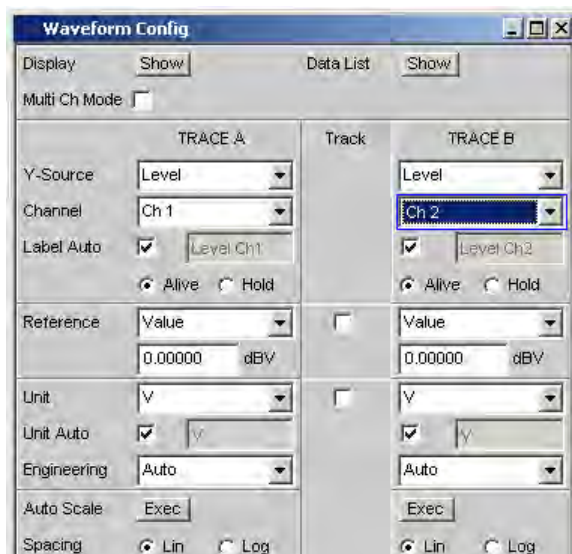 Waveform Config
Display Show Data List Show
Multi Ch Mode
TRACE A Track TRACE B
Y-Source Level Level
Channel Ch 1 Ch 2
Label Auto Level Ch1 Level Ch2
Alive Hold Alive Hold
Reference Value Value
0.00000 dBV 0.00000 dBV
Unit V V
Unit Auto V V
Engineering Auto Auto
Auto Scale Exec Exec
Spacing Lin Log Lin Log